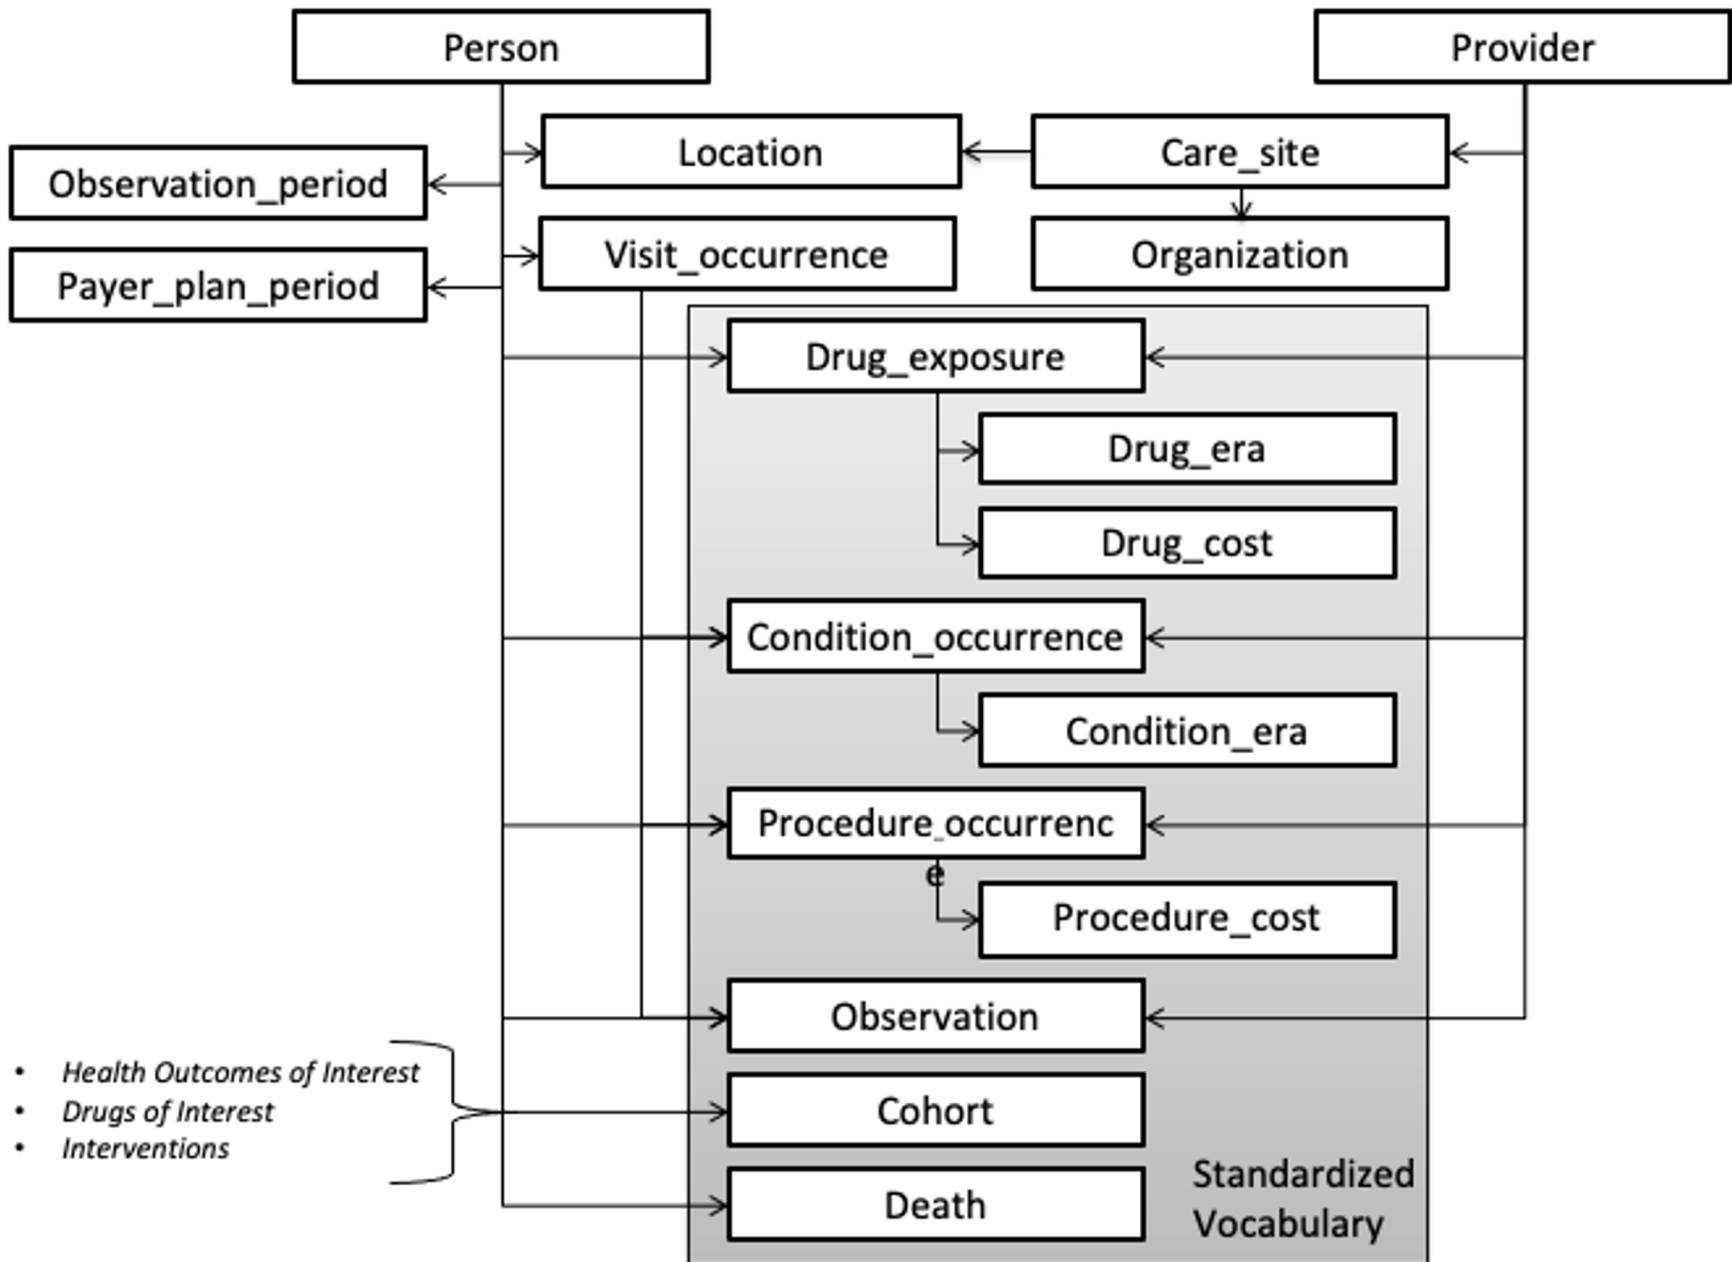 Person
Provider
Location
Care_site
Observation_period
Visit_occurrence
Organization
Payer_plan_period
Drug_exposure
Drug_era
Drug_cost
Condition_occurrence
Condition_era
Procedure_occurrenc
e
Procedure_cost
Observation
• Health Outcomes of Interest
• Drugs of Interest
• Interventions
Cohort
Death
Standardized
Vocabulary